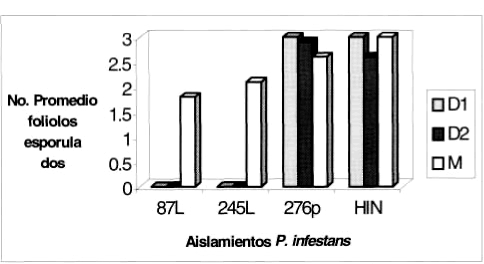 3
2.5
2
1.5
1
0.5
0
No. Promedio
foliolos
esporula
dos
87L 245L 276p HIN
Aislamientos P. infestans
D1
D2
M